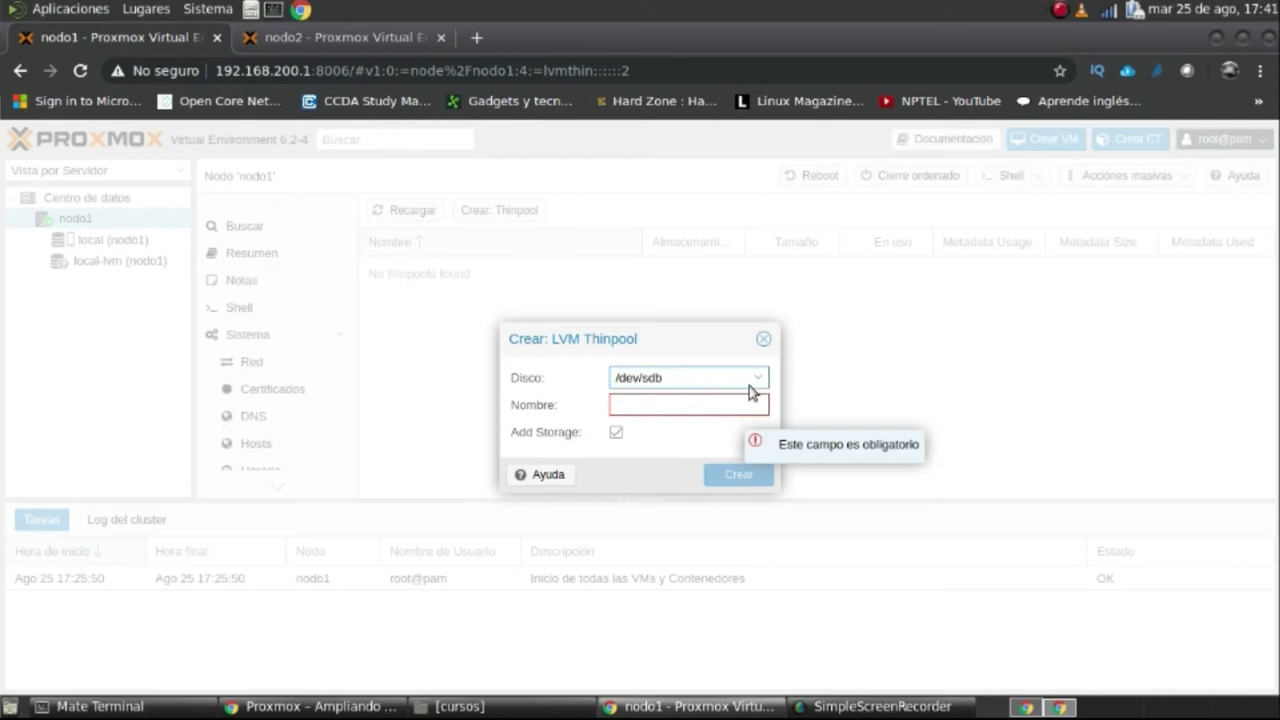 Aplicaciones Lugares Sistema mar 25 de ago, 17:41
nodo1 - Proxmox Virtual E nodo2 - Proxmox Virtual E
No seguro 192.168.200.1:8006/#v1:0:=node%2Fnodo1:4:=lvmthin::::::2
Sign in to Micro... Open Core Net... CCDA Study Ma... Gadgets y tecn... Hard Zone : Ha... Linux Magazine... NPTEL - YouTube Aprende inglés... »
PROXMOX Virtual Environment 6.2-4 Buscar Documentación Crear VM Crear CT root@pam
Vista por Servidor Nodo 'nodo1' Reboot Cierre ordenado Shell Acciónes masivas Ayuda
Centro de datos
nodo1
local (nodo1)
local-lvm (nodo1)
Buscar
Resumen
Notas
Shell
Sistema
Red
Certificados
DNS
Hosts
Recargar Crear: Thinpool
Nombre Almacenami... Tamaño En uso Metadata Usage Metadata Size Metadata Used
No thinpools found
Crear: LVM Thinpool
Disco: /dev/sdb
Nombre:
Add Storage:
Este campo es obligatorio
Ayuda Crear
Tareas Log del cluster
Hora de inicio Hora final Nodo Nombre de Usuario Descripción Estado
Ago 25 17:25:50 Ago 25 17:25:50 nodo1 root@pam Inicio de todas las VMs y Contenedores OK
Mate Terminal Proxmox – Ampliando ... [cursos] nodo1 - Proxmox Virtu... SimpleScreenRecorder